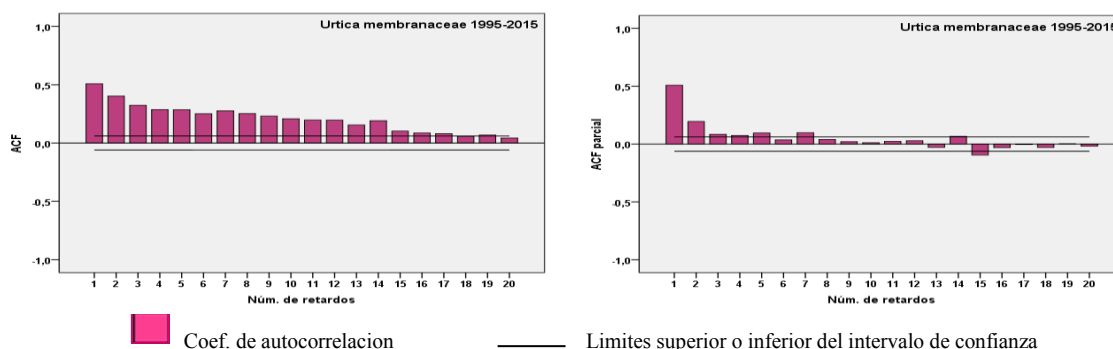 Urtica membranaceae 1995-2015
1,0
0,5
0,0
-0,5
-1,0
ACF
1 2 3 4 5 6 7 8 9 10 11 12 13 14 15 16 17 18 19 20
Núm. de retardos
Urtica membranaceae 1995-2015
1,0
0,5
0,0
-0,5
-1,0
ACF parcial
1 2 3 4 5 6 7 8 9 10 11 12 13 14 15 16 17 18 19 20
Núm. de retardos
Coef. de autocorrelacion
Limites superior o inferior del intervalo de confianza